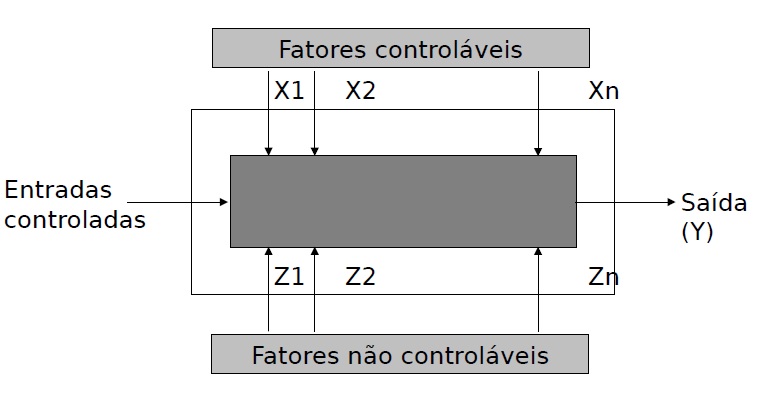 Fatores controláveis
X1 X2 Xn
Entradas
controladas
Saída
(Y)
Z1 Z2 Zn
Fatores não controláveis